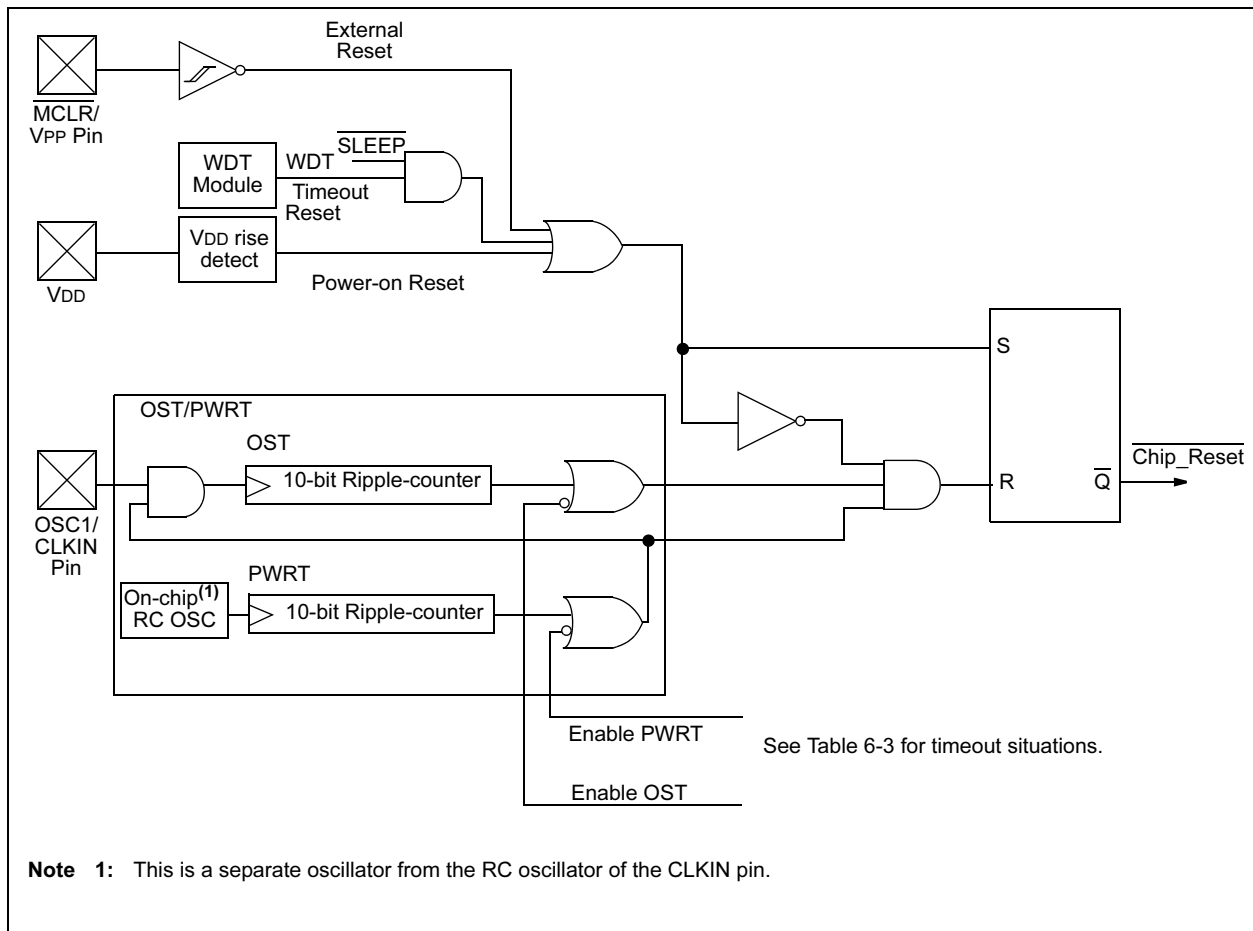 External
Reset
MCLR/
VPP Pin
SLEEP
WDT
Module
WDT
Timeout
Reset
VDD rise
detect
VDD
Power-on Reset
S
OST/PWRT
OST
10-bit Ripple-counter
Chip_Reset
R
Q
OSC1/
CLKIN
Pin
PWRT
On-chip(1)
RC OSC
10-bit Ripple-counter
Enable PWRT
See Table 6-3 for timeout situations.
Enable OST
Note 1: This is a separate oscillator from the RC oscillator of the CLKIN pin.